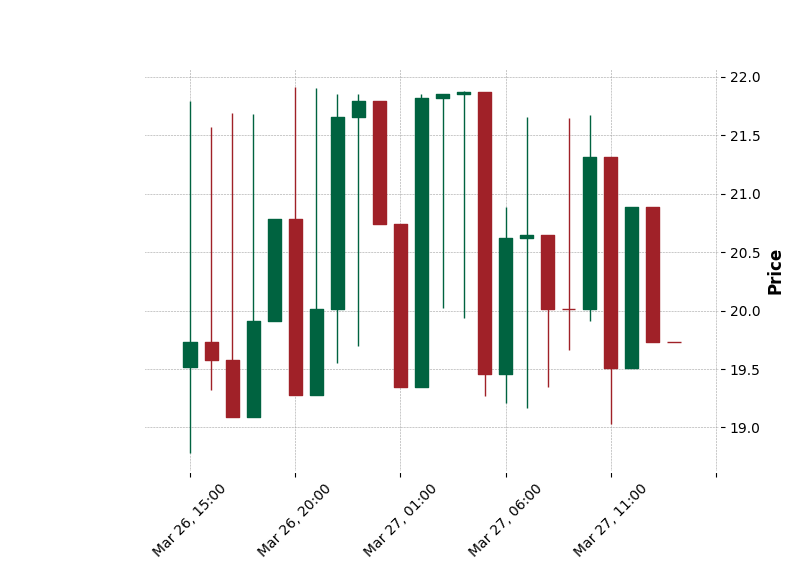 22.0
21.5
21.0
20.5
20.0
19.5
19.0
Price
Mar 26, 15:00
Mar 26, 20:00
Mar 27, 01:00
Mar 27, 06:00
Mar 27, 11:00